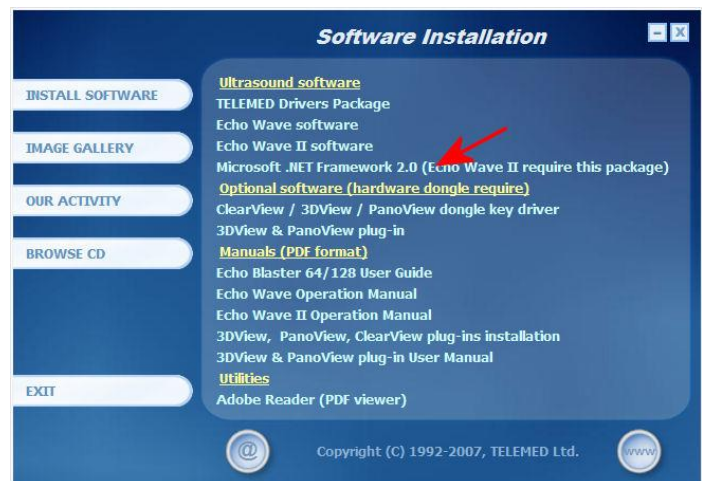 Software Installation
- X
INSTALL SOFTWARE
IMAGE GALLERY
OUR ACTIVITY
BROWSE CD
EXIT
Ultrasound software
TELEMED Drivers Package
Echo Wave software
Echo Wave II software
Microsoft .NET Framework 2.0 (Echo Wave II require this package)
Optional software (hardware dongle require)
ClearView / 3DView / PanoView dongle key driver
3DView & PanoView plug-in
Manuals (PDF format)
Echo Blaster 64/128 User Guide
Echo Wave Operation Manual
Echo Wave II Operation Manual
3DView, PanoView, ClearView plug-ins installation
3DView & PanoView plug-in User Manual
Utilities
Adobe Reader (PDF viewer)
@ Copyright (C) 1992-2007, TELEMED Ltd. www